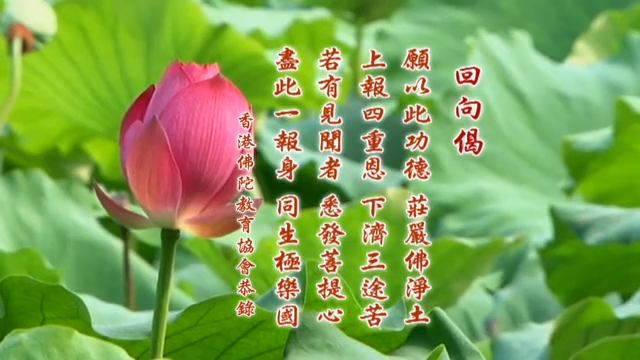 回向偈
願以此功德 莊嚴佛淨土
上報四重恩 下濟三途苦
若有見聞者 悉發菩提心
盡此一報身 同生極樂國
香港佛陀教育協會恭錄